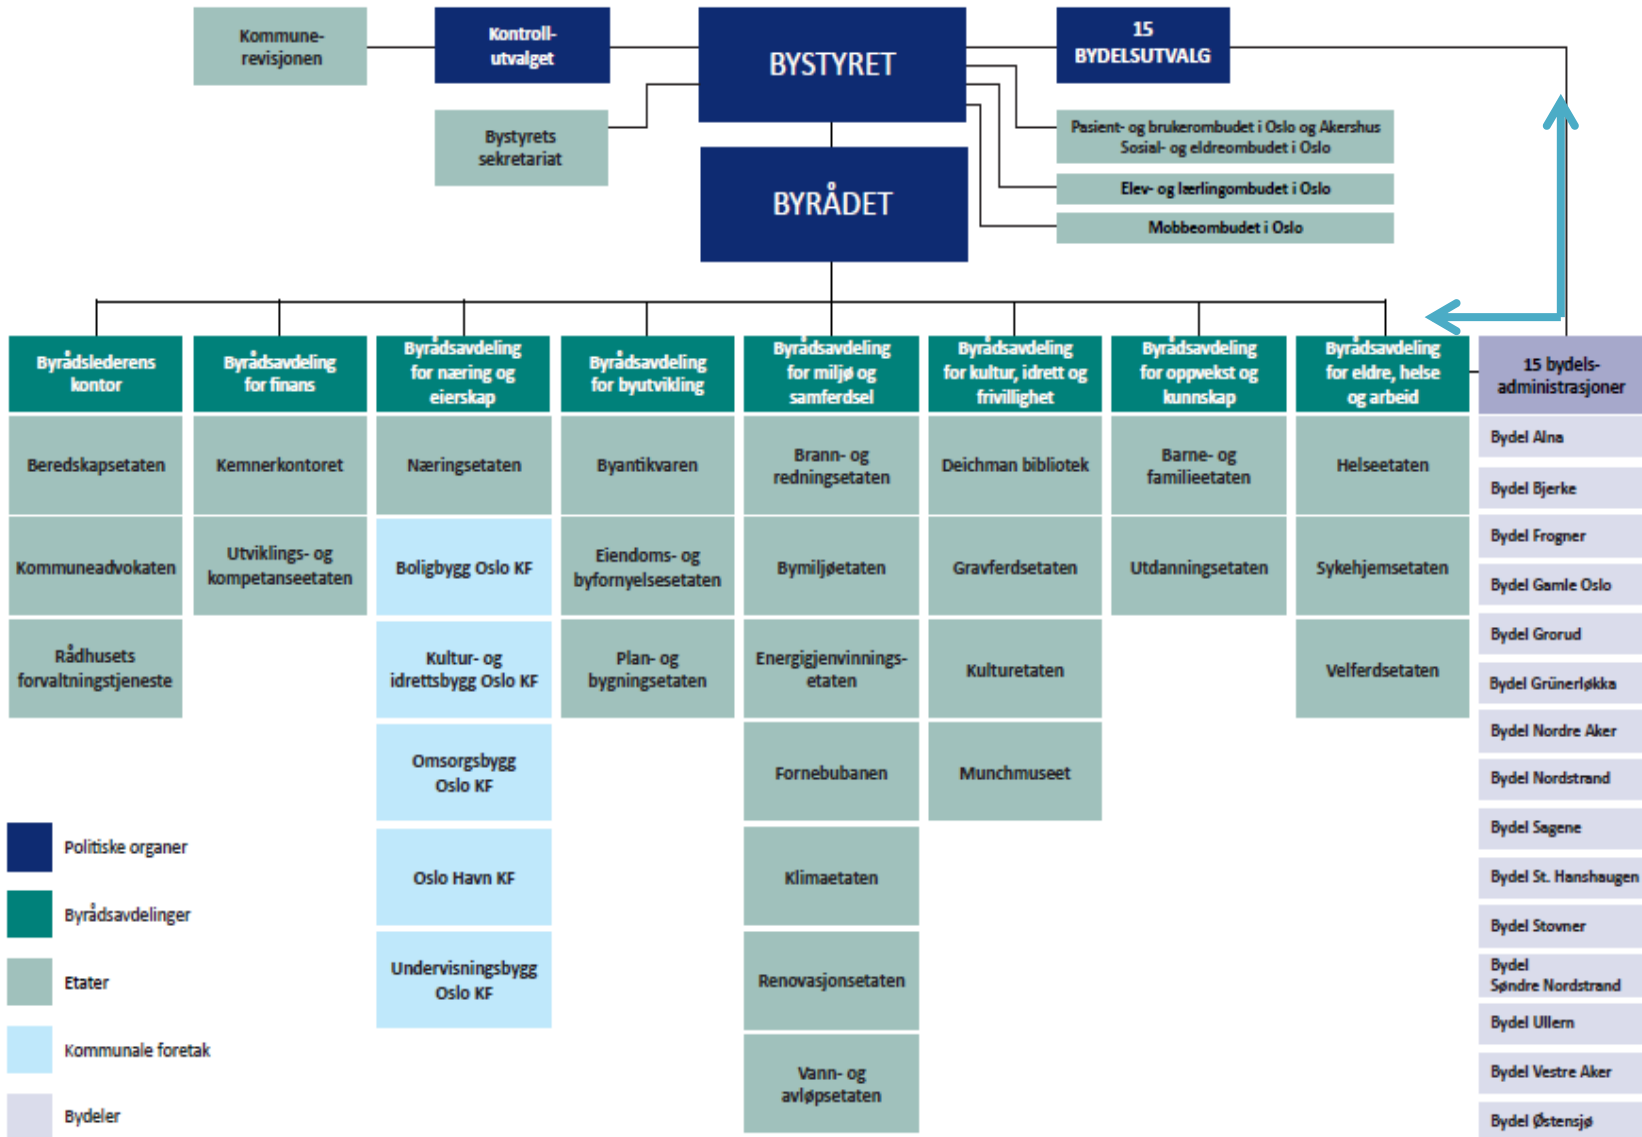 Kommune-
revisjonen
Kontroll-
utvalget
BYSTYRET
15
BYDELSUTVALG
Bystyrets
sekretariat
Pasient- og brukerombudet i Oslo og Akershus
Sosial- og eldreombudet i Oslo
Elev- og lærlingombudet i Oslo
Mobbeombudet i Oslo
BYRÅDET
Byrådslederens
kontor
Beredskapsetaten
Kommuneadvokaten
Rådhusets
forvaltningstjeneste
Byrådsavdeling
for finans
Kemnerkontoret
Utviklings- og
kompetanseetaten
Byrådsavdeling
for næring og
eierskap
Næringsetaten
Boligbygg Oslo KF
Kultur- og
idrettsbygg Oslo KF
Omsorgsbygg
Oslo KF
Oslo Havn KF
Undervisningsbygg
Oslo KF
Byrådsavdeling
for byutvikling
Byantikvaren
Eiendoms- og
byfornyelsesetaten
Plan- og
bygningsetaten
Byrådsavdeling
for miljø og
samferdsel
Brann- og
redningsetaten
Bymiljøetaten
Energigjenvinnings-
etaten
Fornebubanen
Klimaetaten
Renovasjonsetaten
Vann- og
avløpsetaten
Byrådsavdeling
for kultur, idrett og
frivillighet
Deichman bibliotek
Gravferdsetaten
Kulturetaten
Munchmuseet
Byrådsavdeling
for oppvekst og
kunnskap
Barne- og
familieetaten
Utdanningsetaten
Byrådsavdeling
for eldre, helse
og arbeid
Helseetaten
Sykehjemsetaten
Velferdsetaten
15 bydels-
administrasjoner
Bydel Alna
Bydel Bjerke
Bydel Frogner
Bydel Gamle Oslo
Bydel Grorud
Bydel Grünerløkka
Bydel Nordre Aker
Bydel Nordstrand
Bydel Sagene
Bydel St. Hanshaugen
Bydel Stovner
Bydel
Søndre Nordstrand
Bydel Ullern
Bydel Vestre Aker
Bydel Østensjø
Politiske organer
Byrådsavdelinger
Etater
Kommunale foretak
Bydeler